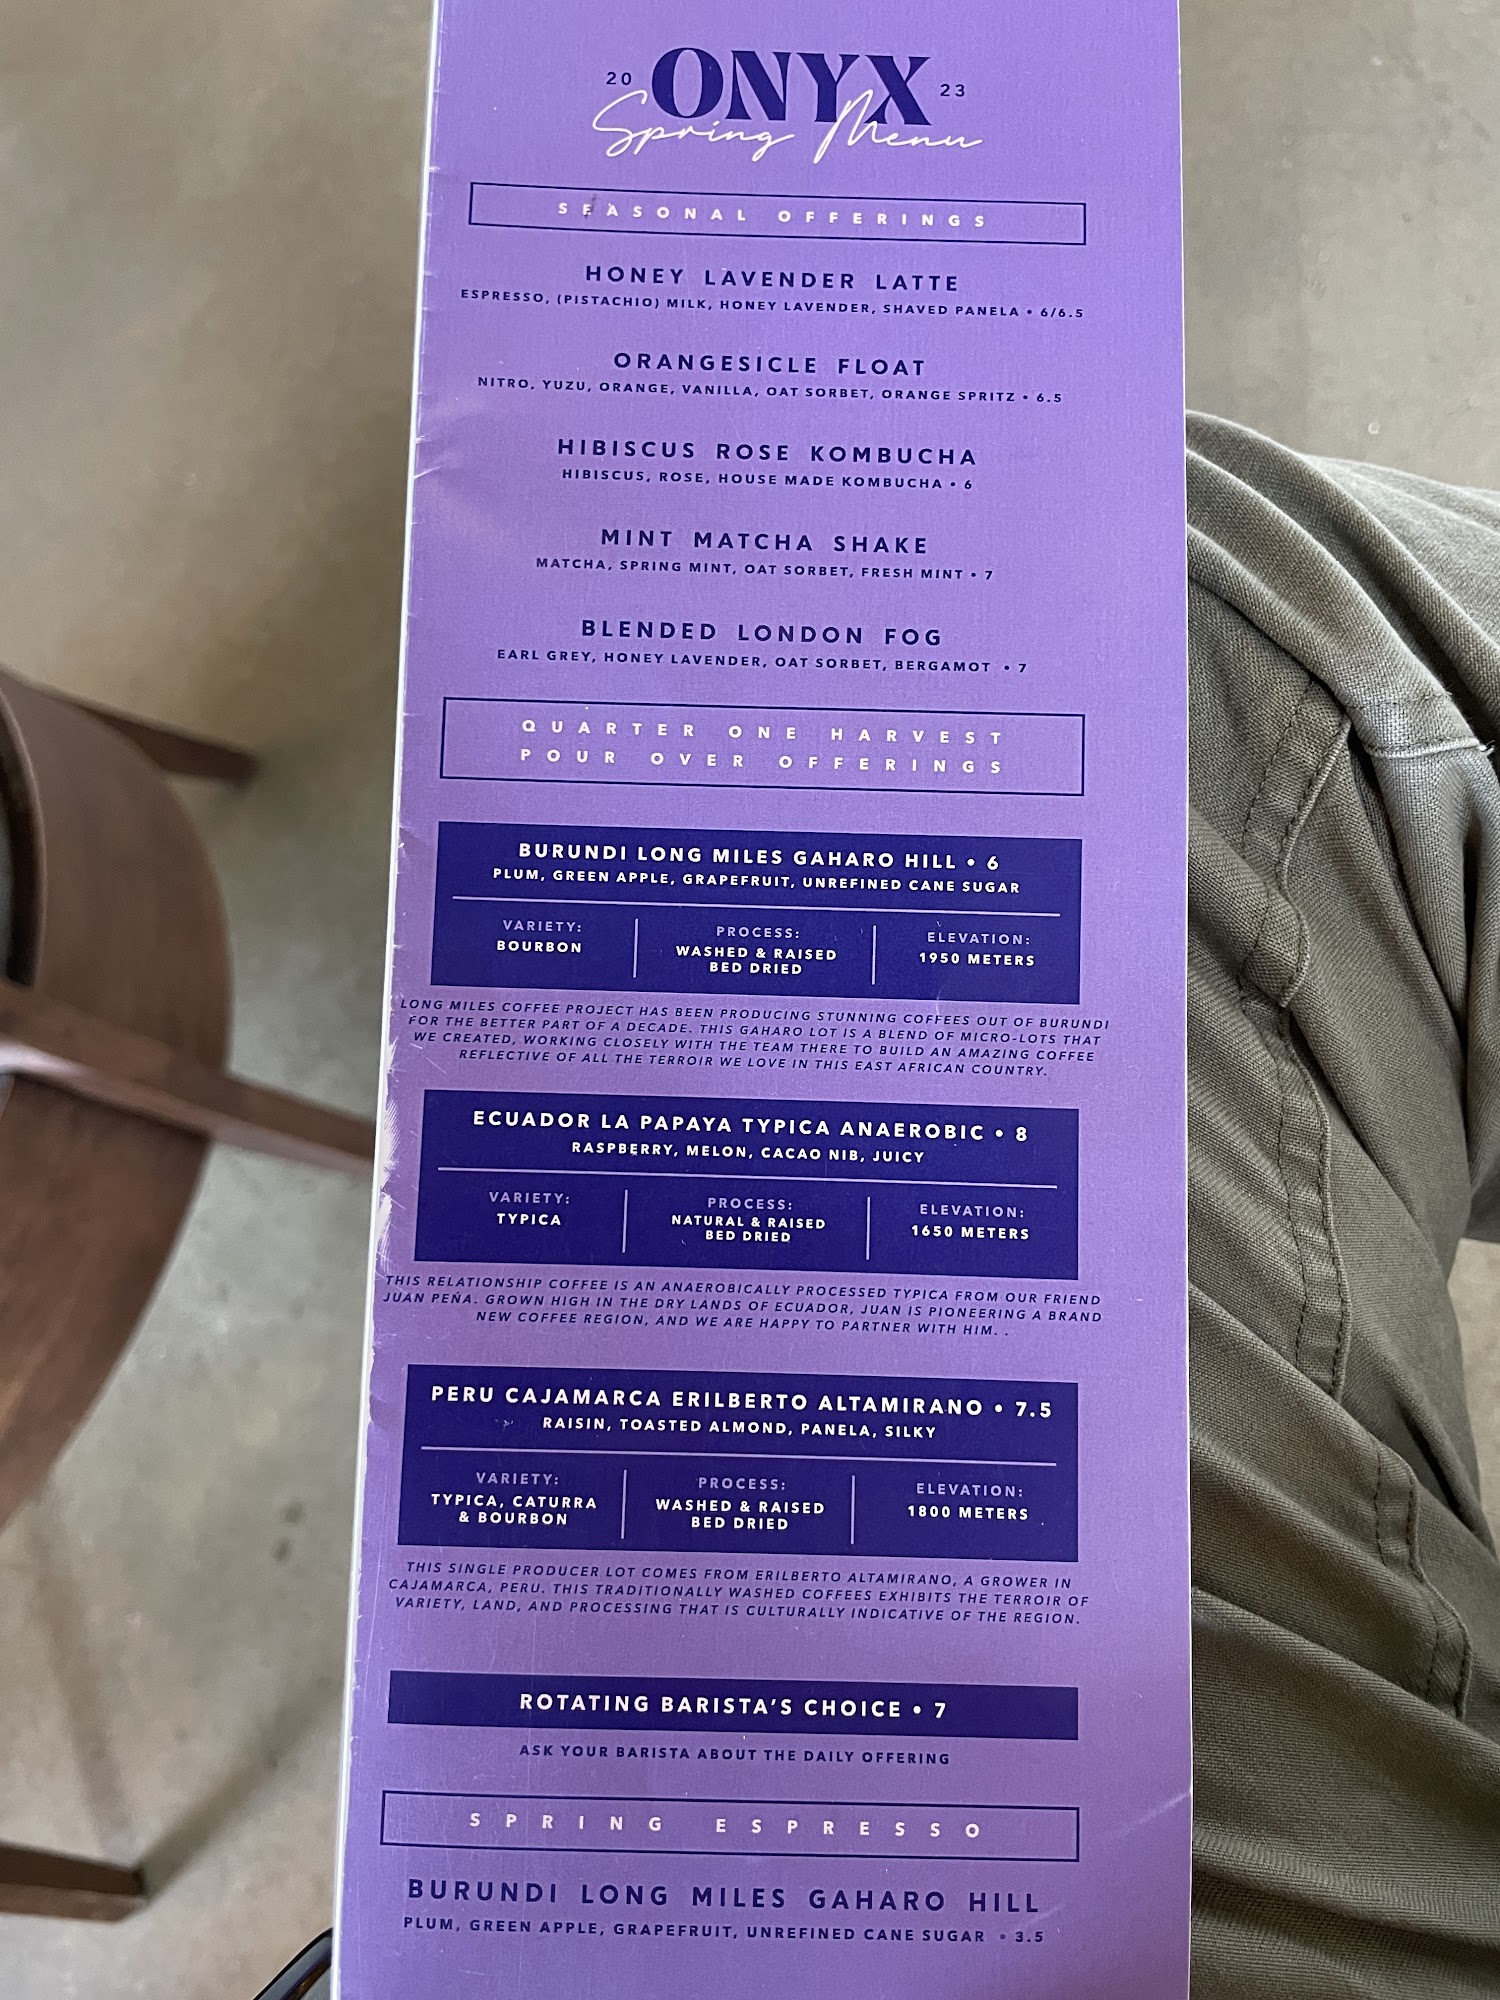 20 ONYX 23
Spring Menu
SEASONAL OFFERINGS
HONEY LAVENDER LATTE
ESPRESSO, (PISTACHIO) MILK, HONEY LAVENDER, SHAVED PANELA • 6/6.5
ORANGESICLE FLOAT
NITRO, YUZU, ORANGE, VANILLA, OAT SORBET, ORANGE SPRITZ • 6.5
HIBISCUS ROSE KOMBUCHA
HIBISCUS, ROSE, HOUSE MADE KOMBUCHA • 6
MINT MATCHA SHAKE
MATCHA, SPRING MINT, OAT SORBET, FRESH MINT • 7
BLENDED LONDON FOG
EARL GREY, HONEY LAVENDER, OAT SORBET, BERGAMOT • 7
QUARTER ONE HARVEST
POUR OVER OFFERINGS
BURUNDI LONG MILES GAHARO HILL • 6
PLUM, GREEN APPLE, GRAPEFRUIT, UNREFINED CANE SUGAR
VARIETY:
BOURBON
PROCESS:
WASHED & RAISED
BED DRIED
ELEVATION:
1950 METERS
LONG MILES COFFEE PROJECT HAS BEEN PRODUCING STUNNING COFFEES OUT OF BURUNDI
FOR THE BETTER PART OF A DECADE. THIS GAHARO LOT IS A BLEND OF MICRO-LOTS THAT
WE CREATED, WORKING CLOSELY WITH THE TEAM THERE TO BUILD AN AMAZING COFFEE
REFLECTIVE OF ALL THE TERROIR WE LOVE IN THIS EAST AFRICAN COUNTRY.
ECUADOR LA PAPAYA TYPICA ANAEROBIC • 8
RASPBERRY, MELON, CACAO NIB, JUICY
VARIETY:
TYPICA
PROCESS:
NATURAL & RAISED
BED DRIED
ELEVATION:
1650 METERS
THIS RELATIONSHIP COFFEE IS AN ANAEROBICALLY PROCESSED TYPICA FROM OUR FRIEND
JUAN PEÑA. GROWN HIGH IN THE DRY LANDS OF ECUADOR, JUAN IS PIONEERING A BRAND
NEW COFFEE REGION, AND WE ARE HAPPY TO PARTNER WITH HIM. .
PERU CAJAMARCA ERILBERTO ALTAMIRANO • 7.5
RAISIN, TOASTED ALMOND, PANELA, SILKY
VARIETY:
TYPICA, CATURRA
& BOURBON
PROCESS:
WASHED & RAISED
BED DRIED
ELEVATION:
1800 METERS
THIS SINGLE PRODUCER LOT COMES FROM ERILBERTO ALTAMIRANO, A GROWER IN
CAJAMARCA, PERU. THIS TRADITIONALLY WASHED COFFEES EXHIBITS THE TERROIR OF
VARIETY, LAND, AND PROCESSING THAT IS CULTURALLY INDICATIVE OF THE REGION.
ROTATING BARISTA'S CHOICE • 7
ASK YOUR BARISTA ABOUT THE DAILY OFFERING
SPRING ESPRESSO
BURUNDI LONG MILES GAHARO HILL
PLUM, GREEN APPLE, GRAPEFRUIT, UNREFINED CANE SUGAR • 3.5